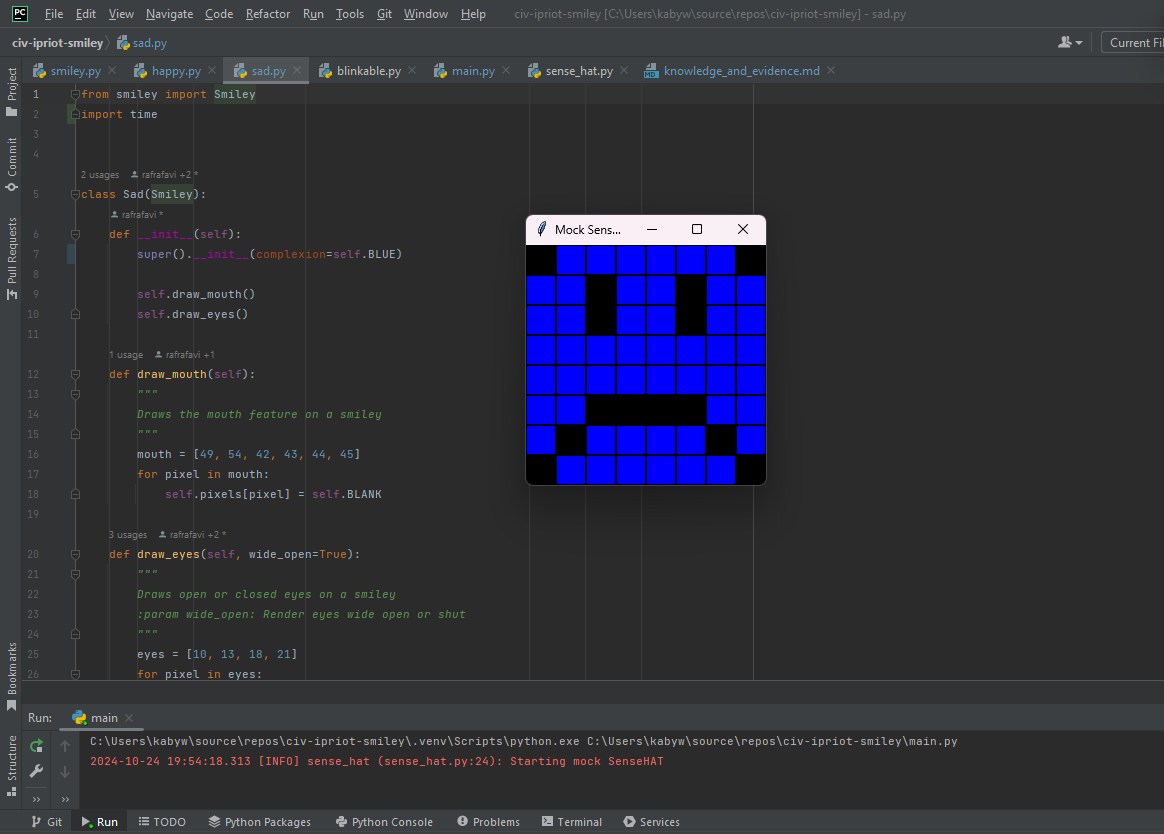 PC File Edit View Navigate Code Refactor Run Tools Git Window Help civ-ipriot-smiley [C:\Users\kabyw\source\repos\civ-ipriot-smiley] - sad.py
civ-ipriot-smiley sad.py Current Fil
smiley.py happy.py sad.py blinkable.py main.py sense_hat.py MD knowledge_and_evidence.md
Project
Commit
Pull Requests
Bookmarks
Structure
1 from smiley import Smiley
2 import time
3
4
2 usages rafrafavi +2 *
5 class Sad(Smiley):
rafrafavi *
6 def __init__(self):
7 super().__init__(complexion=self.BLUE)
8
9 self.draw_mouth()
10 self.draw_eyes()
11
1 usage rafrafavi +1
12 def draw_mouth(self):
13 """
14 Draws the mouth feature on a smiley
15 """
16 mouth = [49, 54, 42, 43, 44, 45]
17 for pixel in mouth:
18 self.pixels[pixel] = self.BLANK
19
3 usages rafrafavi +2 *
20 def draw_eyes(self, wide_open=True):
21 """
22 Draws open or closed eyes on a smiley
23 :param wide_open: Render eyes wide open or shut
24 """
25 eyes = [10, 13, 18, 21]
26 for pixel in eyes:
Mock Sens...
Run: main
C:\Users\kabyw\source\repos\civ-ipriot-smiley\.venv\Scripts\python.exe C:\Users\kabyw\source\repos\civ-ipriot-smiley\main.py
2024-10-24 19:54:18.313 [INFO] sense_hat (sense_hat.py:24): Starting mock SenseHAT
Git Run TODO Python Packages Python Console Problems Terminal Services